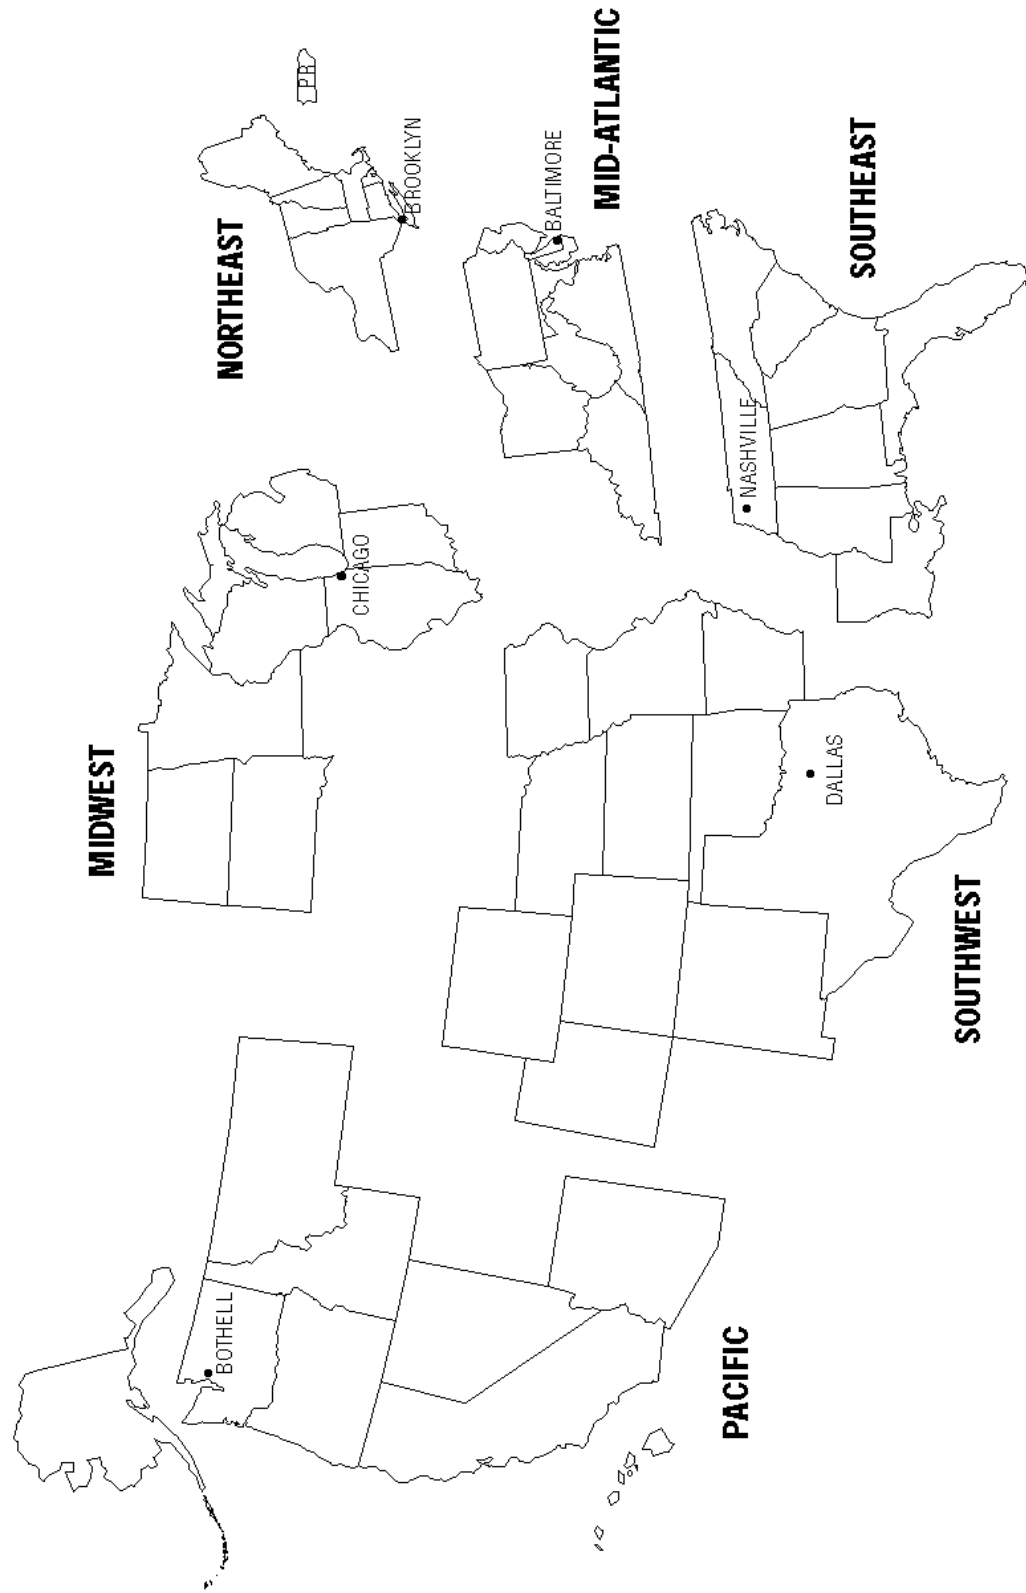 NORTHEAST
PR
BROOKLYN
MIDWEST
CHICAGO
BALTIMORE
MID-ATLANTIC
BOTHELL
NASHVILLE
SOUTHEAST
DALLAS
PACIFIC
SOUTHWEST